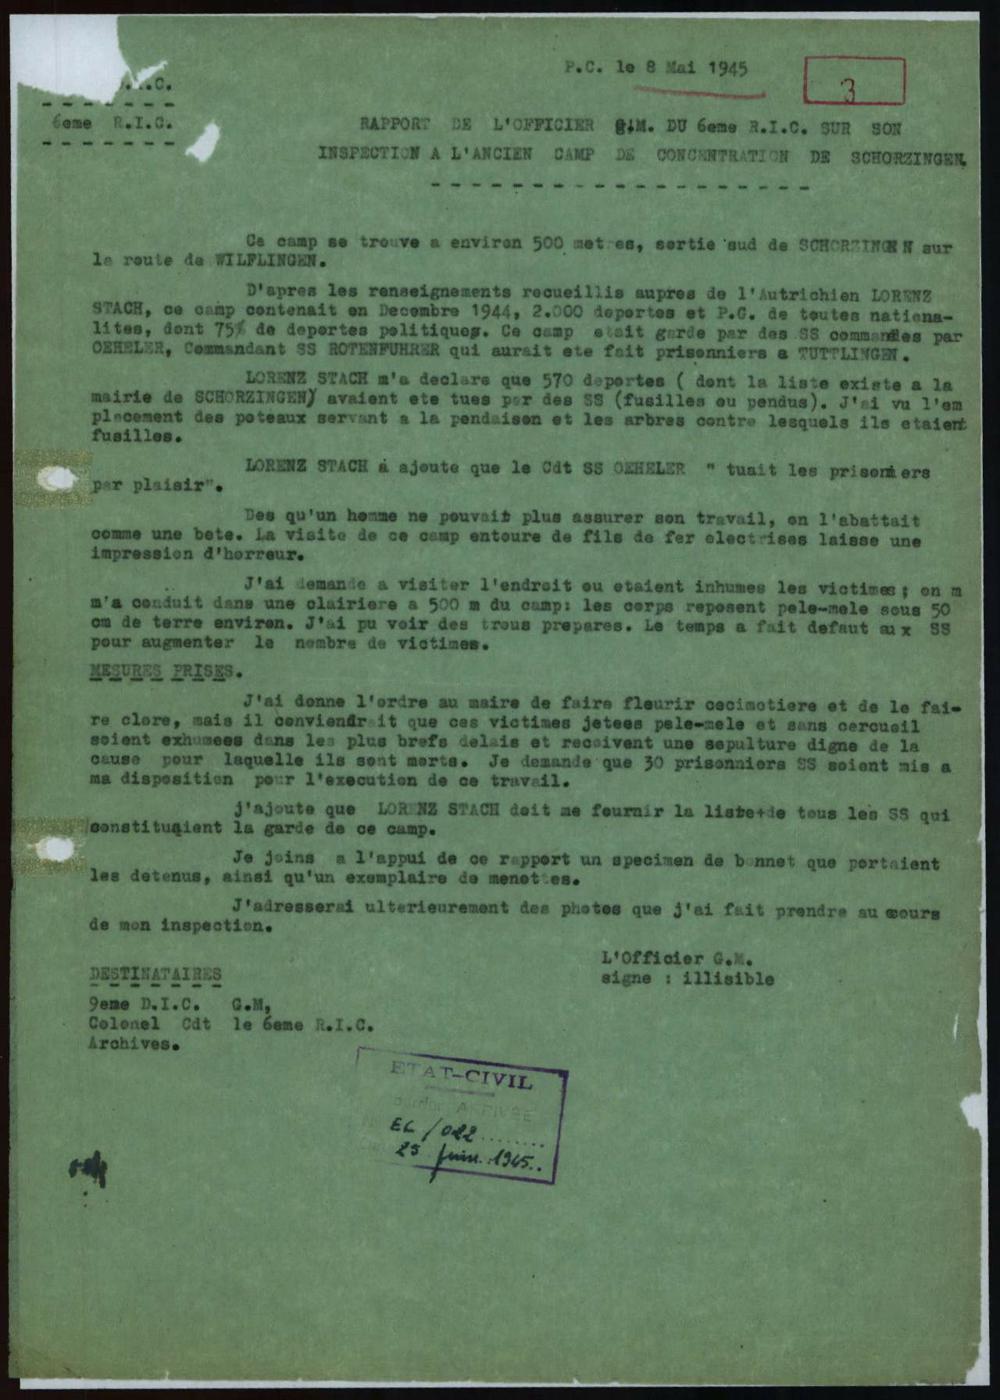 P.C. le 8 Mai 1945
3
6eme R.I.C.
RAPPORT DE L'OFFICIER G.M. DU 6eme R.I.C. SUR SON
INSPECTION A L'ANCIEN CAMP DE CONCENTRATION DE SCHORZINGEN.
Ce camp se trouve a environ 500 metres, sortie sud de SCHORZINGEN sur
la route de WILFLINGEN.
D'apres les renseignements recueillis aupres de l'Autrichien LORENZ
STACH, ce camp contenait en Decembre 1944, 2.000 deportes et P.G. de toutes nationa-
lites, dont 75% de deportes politiques. Ce camp etait garde par des SS commandes par
OEHELER, Commandant SS ROTENFUHRER qui aurait ete fait prisonniers a TUTTLINGEN.
LORENZ STACH m'a declare que 570 deportes ( dont la liste existe a la
mairie de SCHORZINGEN) avaient ete tues par des SS (fusilles ou pendus). J'ai vu l'em
placement des poteaux servant a la pendaison et les arbres contre lesquels ils etaient
fusilles.
LORENZ STACH a ajoute que le Cdt SS OEHELER " tuait les prisonniers
par plaisir".
Des qu'un homme ne pouvait plus assurer son travail, on l'abattait
comme une bete. La visite de ce camp entoure de fils de fer electrises laisse une
impression d'horreur.
J'ai demande a visiter l'endroit ou etaient inhumes les victimes ; on m
m'a conduit dans une clairiere a 500 m du camp: les corps reposent pele-mele sous 50
cm de terre environ. J'ai pu voir des trous prepares. Le temps a fait defaut aux SS
pour augmenter le nombre de victimes.
MESURES PRISES.
J'ai donne l'ordre au maire de faire fleurir cecimetiere et de le fai-
re clore, mais il conviendrait que ces victimes jetees pele-mele et sans cercueil
soient exhumees dans les plus brefs delais et recoivent une sepulture digne de la
cause pour laquelle ils sont morts. Je demande que 30 prisonniers SS soient mis a
ma disposition pour l'execution de ce travail.
j'ajoute que LORENZ STACH doit me fournir la liste+de tous les SS qui
constituaient la garde de ce camp.
Je joins a l'appui de ce rapport un specimen de bonnet que portaient
les detenus, ainsi qu'un exemplaire de menottes.
J'adresserai ulterieurement des photos que j'ai fait prendre au cours
de mon inspection.
L'Officier G.M.
signe : illisible
DESTINATAIRES
9eme D.I.C. G.M,
Colonel Cdt le 6eme R.I.C.
Archives.
ETAT-CIVIL
ARRIVEE
EC / 022
25 juin 1945